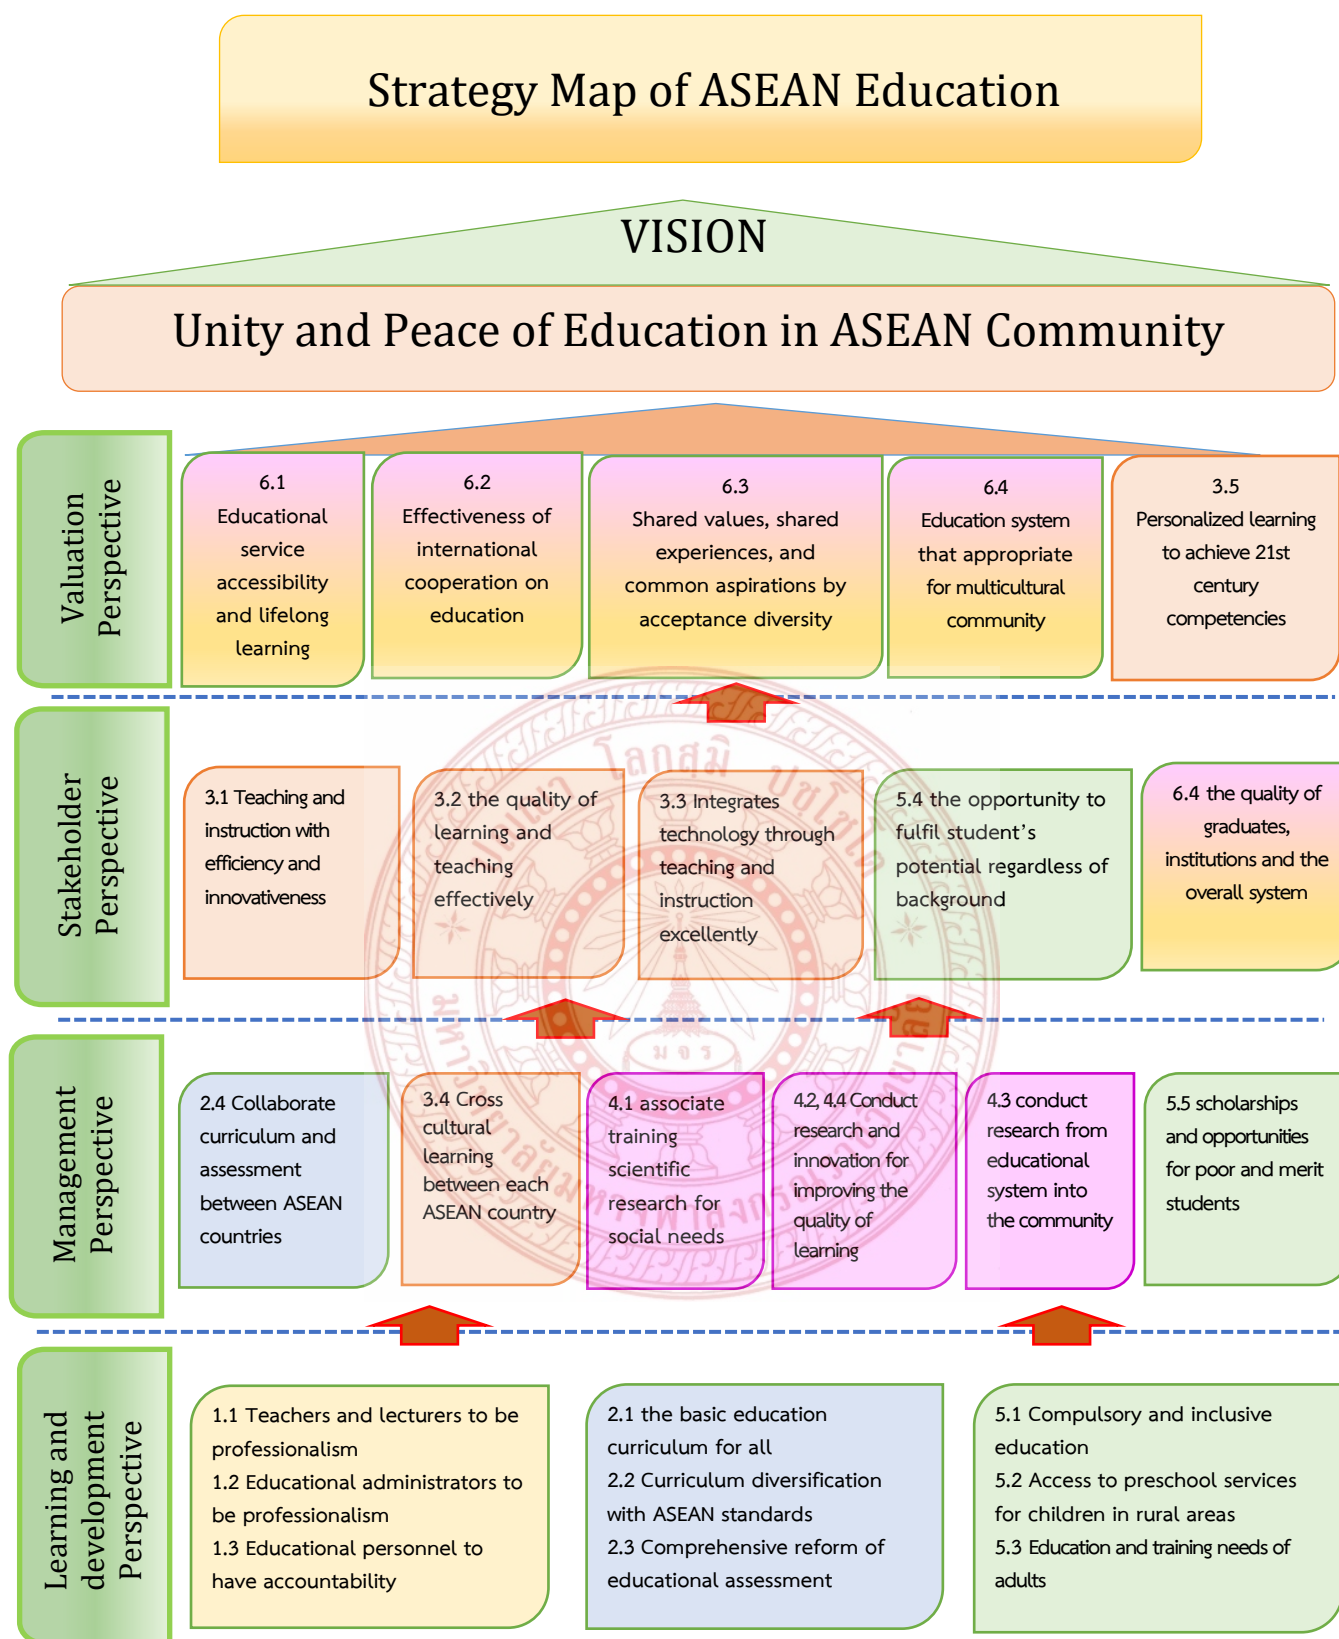 Strategy Map of ASEAN Education
VISION
Unity and Peace of Education in ASEAN Community
Valuation
Perspective
6.1
Educational
service
accessibility
and lifelong
learning
6.2
Effectiveness of
international
cooperation on
education
6.3
Shared values, shared
experiences, and
common aspirations by
acceptance diversity
6.4
Education system
that appropriate
for multicultural
community
3.5
Personalized learning
to achieve 21st
century
competencies
Stakeholder
Perspective
3.1 Teaching and
instruction with
efficiency and
innovativeness
3.2 the quality of
learning and
teaching
effectively
3.3 Integrates
technology through
teaching and
instruction
excellently
5.4 the opportunity to
fulfil student's
potential regardless of
background
6.4 the quality of
graduates,
institutions and the
overall system
Management
Perspective
2.4 Collaborate
curriculum and
assessment
between ASEAN
countries
3.4 Cross
cultural
learning
between each
ASEAN country
4.1 associate
training
scientific
research for
social needs
4.2, 4.4 Conduct
research and
innovation for
improving the
quality of
learning
4.3 conduct
research from
educational
system into
the community
5.5 scholarships
and opportunities
for poor and merit
students
Learning and
development
Perspective
1.1 Teachers and lecturers to be
professionalism
1.2 Educational administrators to
be professionalism
1.3 Educational personnel to
have accountability
2.1 the basic education
curriculum for all
2.2 Curriculum diversification
with ASEAN standards
2.3 Comprehensive reform of
educational assessment
5.1 Compulsory and inclusive
education
5.2 Access to preschool services
for children in rural areas
5.3 Education and training needs of
adults
โลกสฺมิ
มจร